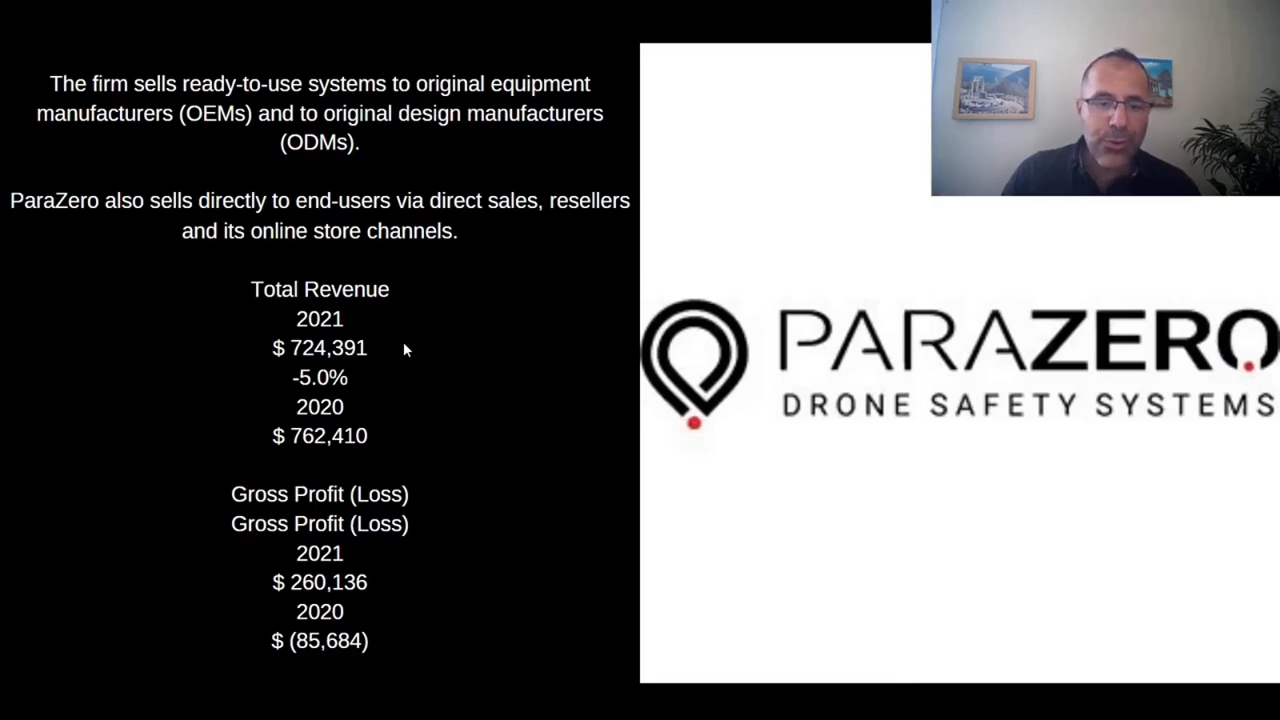 The firm sells ready-to-use systems to original equipment
manufacturers (OEMs) and to original design manufacturers
(ODMs).
ParaZero also sells directly to end-users via direct sales, resellers
and its online store channels.
Total Revenue
2021
$ 724,391
-5.0%
2020
$ 762,410
Gross Profit (Loss)
Gross Profit (Loss)
2021
$ 260,136
2020
$ (85,684)
PARAZERO
DRONE SAFETY SYSTEMS